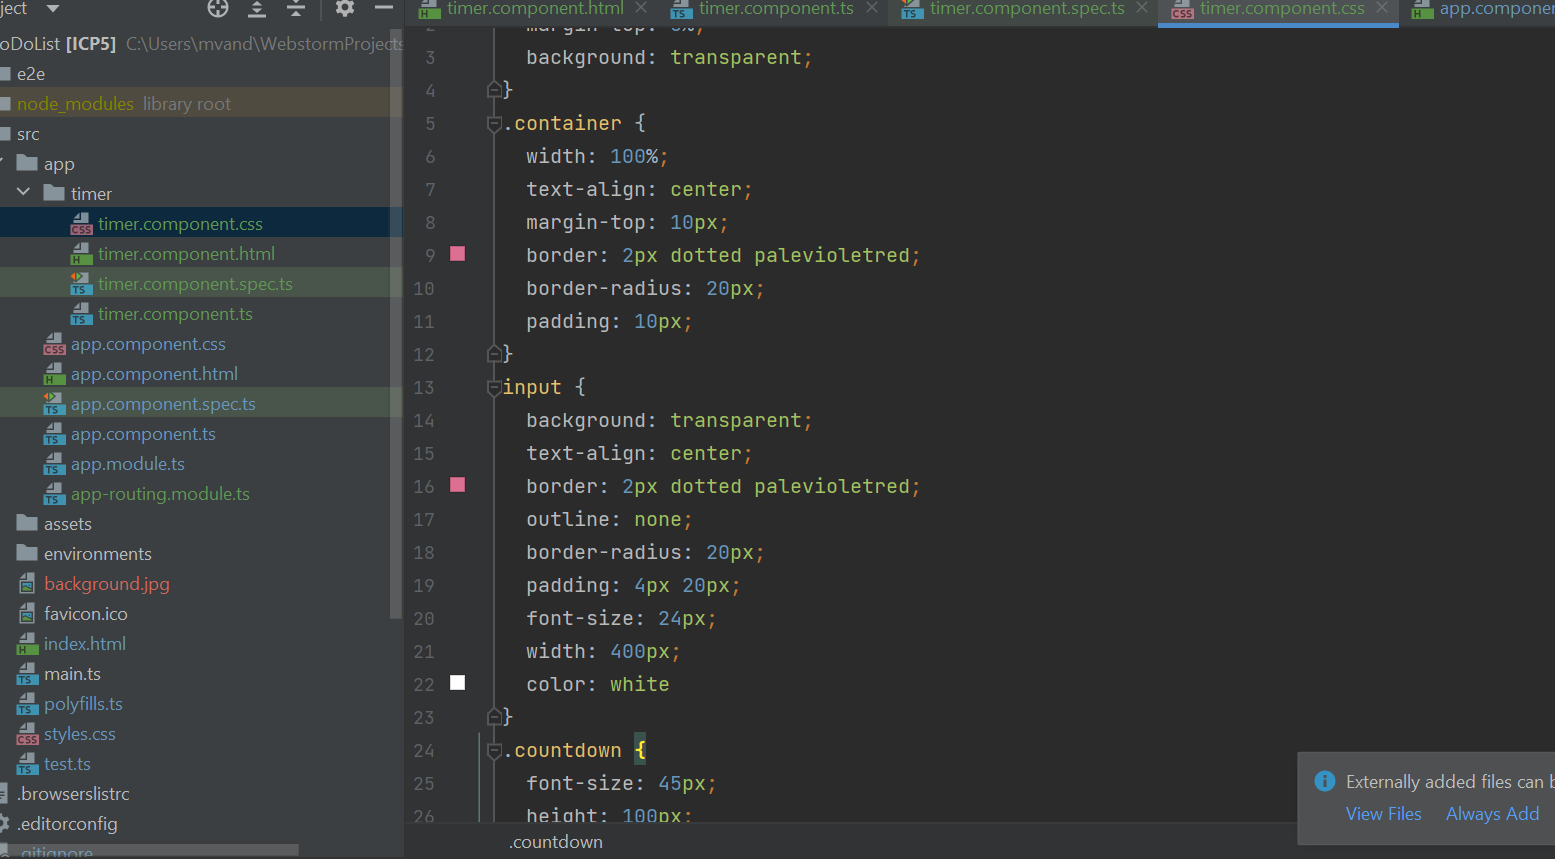 ject
timer.component.html
timer.component.ts
timer.component.spec.ts
timer.component.css
app.componen
oDoList [ICP5] C:\Users\mvand\WebstormProjects
e2e
node_modules library root
src
app
timer
timer.component.css
timer.component.html
timer.component.spec.ts
timer.component.ts
app.component.css
app.component.html
app.component.spec.ts
app.component.ts
app.module.ts
app-routing.module.ts
assets
environments
background.jpg
favicon.ico
index.html
main.ts
polyfills.ts
styles.css
test.ts
.browserslistrc
.editorconfig
.gitignore
2 margin-top: 
3 background: transparent;
4 }
5 .container {
6 width: 100%;
7 text-align: center;
8 margin-top: 10px;
9 border: 2px dotted palevioletred;
10 border-radius: 20px;
11 padding: 10px;
12 }
13 input {
14 background: transparent;
15 text-align: center;
16 border: 2px dotted palevioletred;
17 outline: none;
18 border-radius: 20px;
19 padding: 4px 20px;
20 font-size: 24px;
21 width: 400px;
22 color: white
23 }
24 .countdown {
25 font-size: 45px;
26 height: 100px;
.countdown
Externally added files can b
View Files Always Add